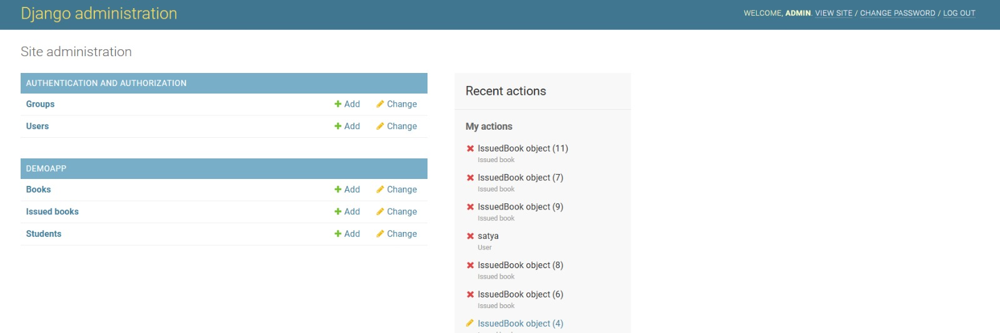 Django administration
WELCOME, ADMIN. VIEW SITE / CHANGE PASSWORD / LOG OUT
Site administration
AUTHENTICATION AND AUTHORIZATION
Groups Add Change
Users Add Change
DEMOAPP
Books Add Change
Issued books Add Change
Students Add Change
Recent actions
My actions
IssuedBook object (11)
Issued book
IssuedBook object (7)
Issued book
IssuedBook object (9)
Issued book
satya
User
IssuedBook object (8)
Issued book
IssuedBook object (6)
Issued book
IssuedBook object (4)